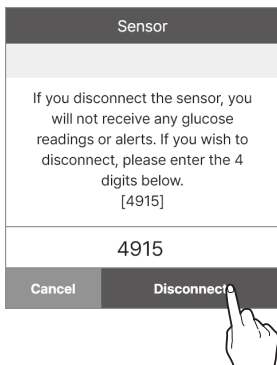 Sensor
If you disconnect the sensor, you
will not receive any glucose
readings or alerts. If you wish to
disconnect, please enter the 4
digits below.
[4915]
4915
Cancel
Disconnect